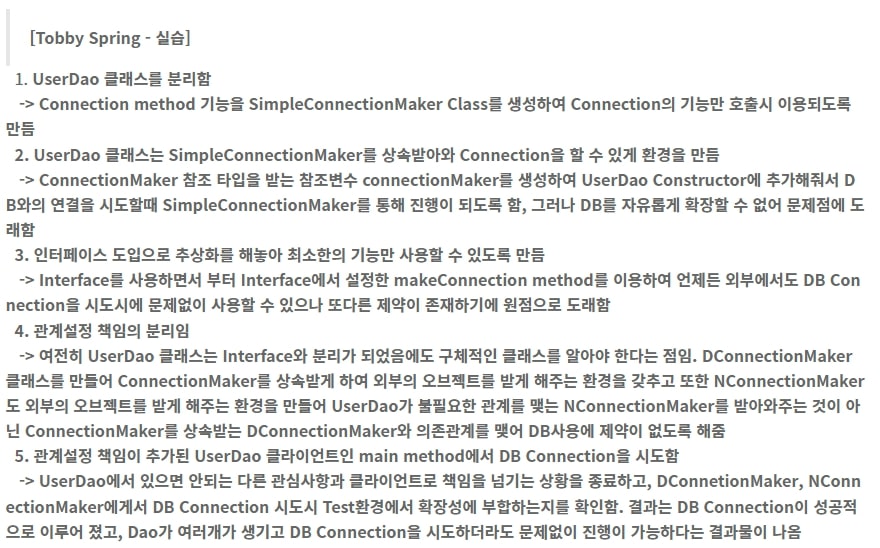 [Tobby Spring - 실습]
1. UserDao 클래스를 분리함
-> Connection method 기능을 SimpleConnectionMaker Class를 생성하여 Connection의 기능만 호출시 이용되도록
만듬
2. UserDao 클래스는 SimpleConnectionMaker를 상속받아와 Connection을 할 수 있게 환경을 만듬
-> ConnectionMaker 참조 타입을 받는 참조변수 connectionMaker를 생성하여 UserDao Constructor에 추가해줘서 D
B와의 연결을 시도할때 SimpleConnectionMaker를 통해 진행이 되도록 함, 그러나 DB를 자유롭게 확장할 수 없어 문제점에 도
래함
3. 인터페이스 도입으로 추상화를 해놓아 최소한의 기능만 사용할 수 있도록 만듬
-> Interface를 사용하면서 부터 Interface에서 설정한 makeConnection method를 이용하여 언제든 외부에서도 DB Con
nection을 시도시에 문제없이 사용할 수 있으나 또다른 제약이 존재하기에 원점으로 도래함
4. 관계설정 책임의 분리임
-> 여전히 UserDao 클래스는 Interface와 분리가 되었음에도 구체적인 클래스를 알아야 한다는 점임. DConnectionMaker
클래스를 만들어 ConnectionMaker를 상속받게 하여 외부의 오브젝트를 받게 해주는 환경을 갖추고 또한 NConnectionMaker
도 외부의 오브젝트를 받게 해주는 환경을 만들어 UserDao가 불필요한 관계를 맺는 NConnectionMaker를 받아와주는 것이 아
닌 ConnectionMaker를 상속받는 DConnectionMaker와 의존관계를 맺어 DB사용에 제약이 없도록 해줌
5. 관계설정 책임이 추가된 UserDao 클라이언트인 main method에서 DB Connection을 시도함
-> UserDao에서 있으면 안되는 다른 관심사항과 클라이언트로 책임을 넘기는 상황을 종료하고, DConnetionMaker, NConn
ectionMaker에게서 DB Connection 시도시 Test환경에서 확장성에 부합하는지를 확인함. 결과는 DB Connection이 성공적
으로 이루어 졌고, Dao가 여러개가 생기고 DB Connection을 시도하더라도 문제없이 진행이 가능하다는 결과물이 나옴